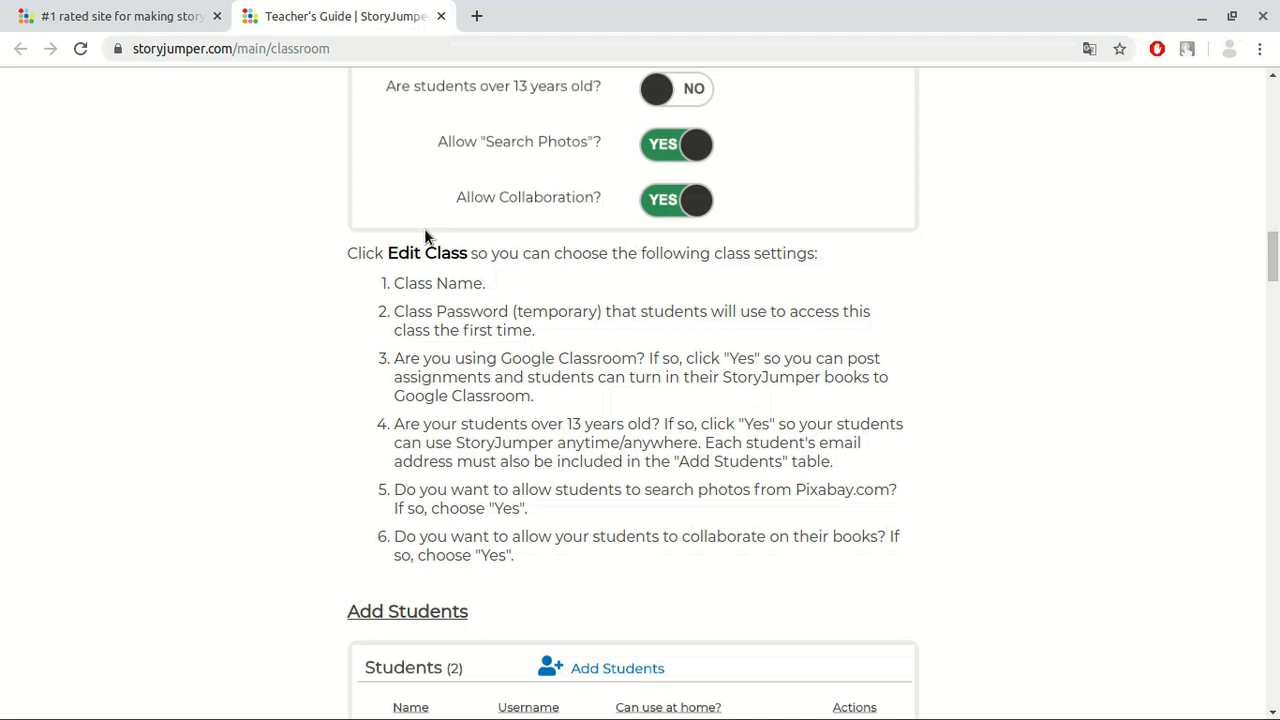 #1 rated site for making story
Teacher's Guide | StoryJumper
storyjumper.com/main/classroom
Are students over 13 years old? NO
Allow "Search Photos"? YES
Allow Collaboration? YES
Click Edit Class so you can choose the following class settings:
1. Class Name.
2. Class Password (temporary) that students will use to access this
class the first time.
3. Are you using Google Classroom? If so, click "Yes" so you can post
assignments and students can turn in their StoryJumper books to
Google Classroom.
4. Are your students over 13 years old? If so, click "Yes" so your students
can use StoryJumper anytime/anywhere. Each student's email
address must also be included in the "Add Students" table.
5. Do you want to allow students to search photos from Pixabay.com?
If so, choose "Yes".
6. Do you want to allow your students to collaborate on their books? If
so, choose "Yes".
Add Students
Students (2) Add Students
Name Username Can use at home? Actions